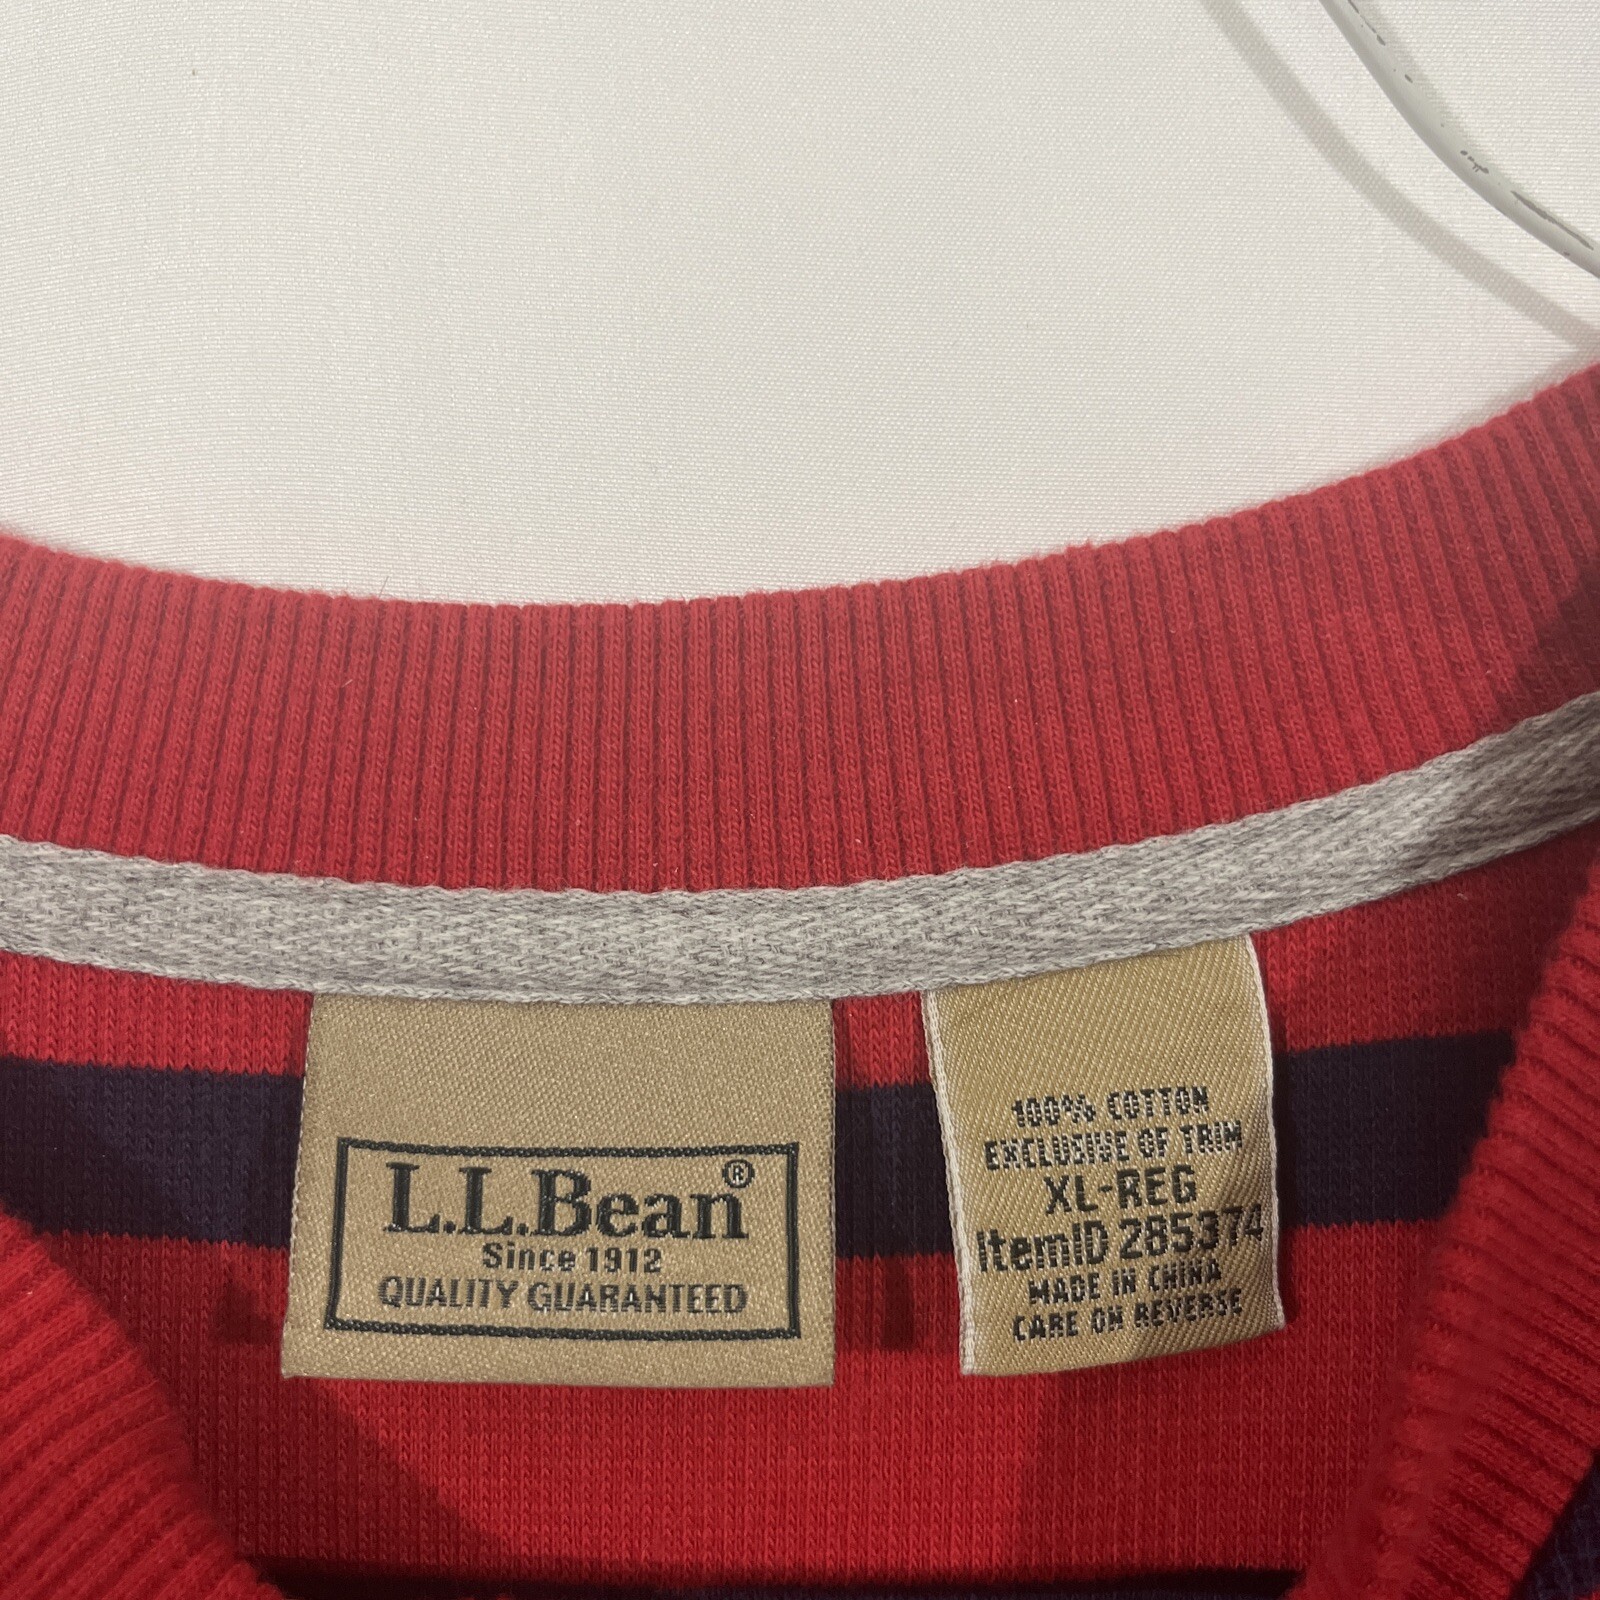 L.L.Bean®
Since 1912
QUALITY GUARANTEED
100% COTTON
EXCLUSIVE OF TRIM
XL-REG
ItemID 285374
MADE IN CHINA
CARE ON REVERSE